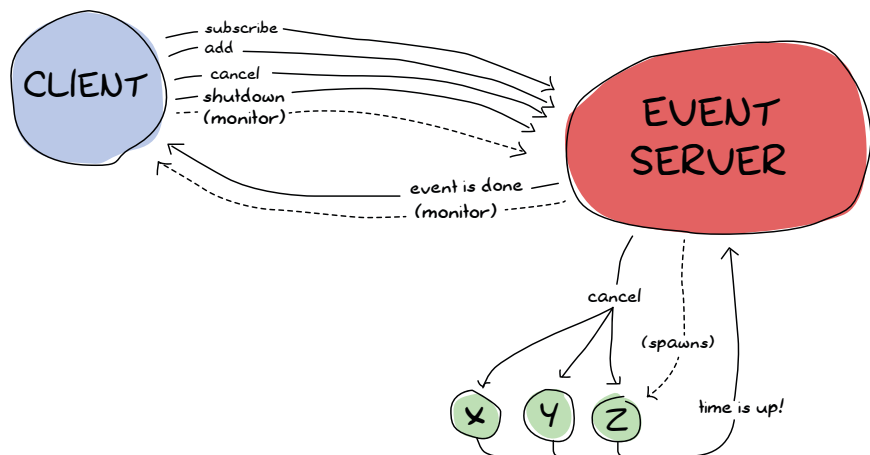 subscribe
add
cancel
shutdown
(monitor)
CLIENT
EVENT
SERVER
event is done
(monitor)
cancel
(spawns)
time is up!
X
Y
Z